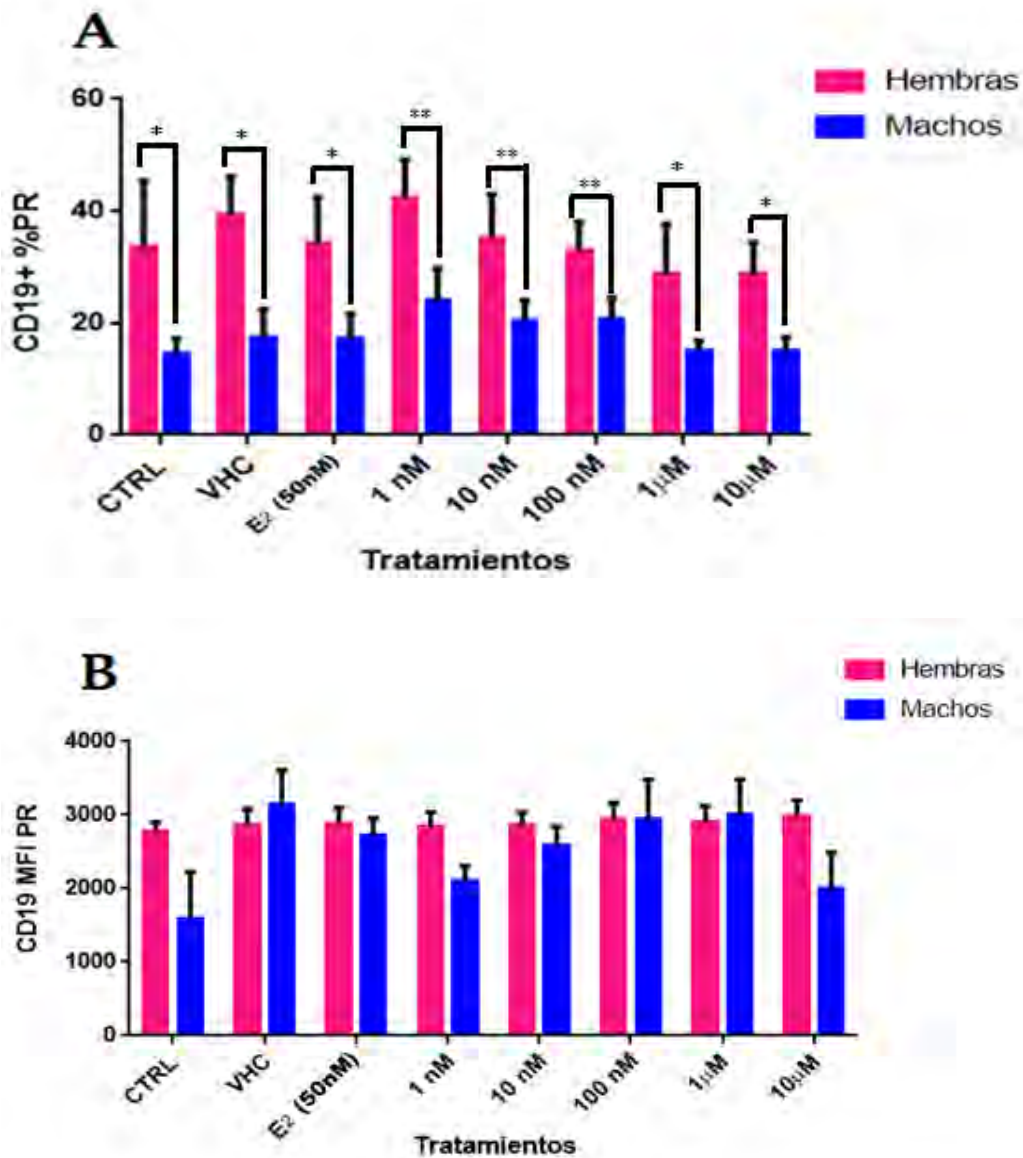 A
Hembras
Machos
CD19+ %PR
60
40
20
0
* * * ** ** ** * *
CTRL VHC E2 (50nM) 1 nM 10 nM 100 nM 1µM 10µM
Tratamientos
B
Hembras
Machos
CD19 MFI PR
4000
3000
2000
1000
0
CTRL VHC E2 (50nM) 1 nM 10 nM 100 nM 1µM 10µM
Tratamientos